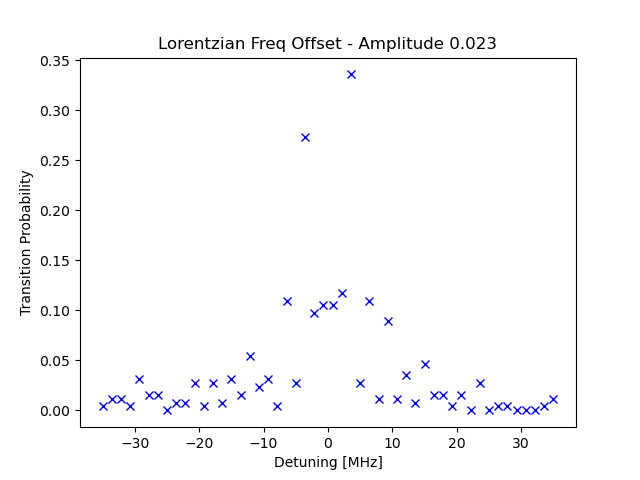 Lorentzian Freq Offset - Amplitude 0.023
0.35
0.30
0.25
0.20
0.15
0.10
0.05
0.00
Transition Probability
−30 −20 −10 0 10 20 30
Detuning [MHz]